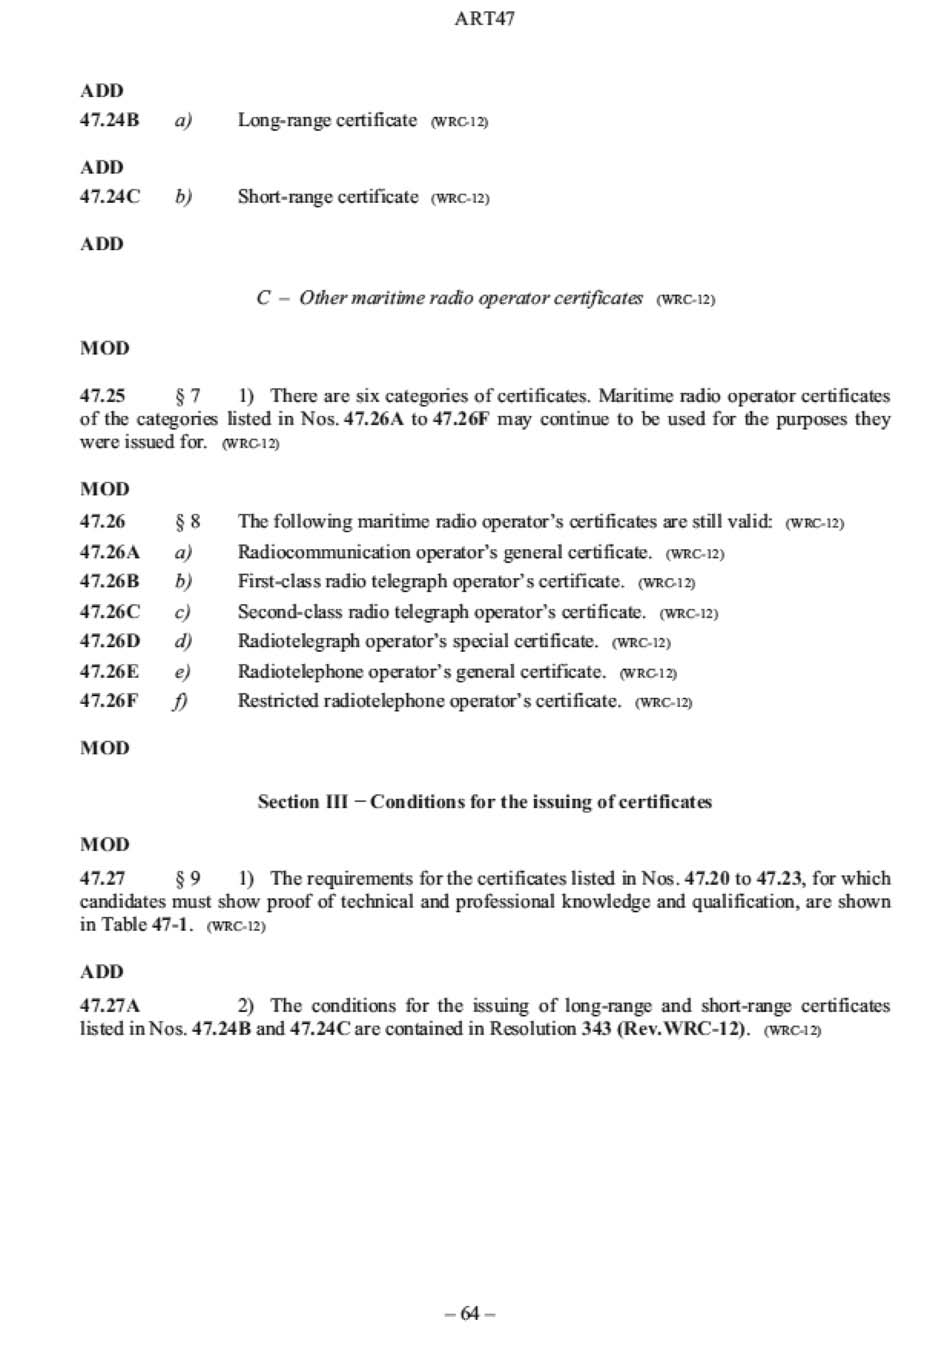 ART47
ADD
47.24B a) Long-range certificate (WRC-12)
ADD
47.24C b) Short-range certificate (WRC-12)
ADD
C – Other maritime radio operator certificates (WRC-12)
MOD
47.25 § 7 1) There are six categories of certificates. Maritime radio operator certificates
of the categories listed in Nos. 47.26A to 47.26F may continue to be used for the purposes they
were issued for. (WRC-12)
MOD
47.26 § 8 The following maritime radio operator’s certificates are still valid: (WRC-12)
47.26A a) Radiocommunication operator’s general certificate. (WRC-12)
47.26B b) First-class radio telegraph operator’s certificate. (WRC-12)
47.26C c) Second-class radio telegraph operator’s certificate. (WRC-12)
47.26D d) Radiotelegraph operator’s special certificate. (WRC-12)
47.26E e) Radiotelephone operator’s general certificate. (WRC-12)
47.26F f) Restricted radiotelephone operator’s certificate. (WRC-12)
MOD
Section III – Conditions for the issuing of certificates
MOD
47.27 § 9 1) The requirements for the certificates listed in Nos. 47.20 to 47.23, for which
candidates must show proof of technical and professional knowledge and qualification, are shown
in Table 47-1. (WRC-12)
ADD
47.27A 2) The conditions for the issuing of long-range and short-range certificates
listed in Nos. 47.24B and 47.24C are contained in Resolution 343 (Rev.WRC-12). (WRC-12)
– 64 –